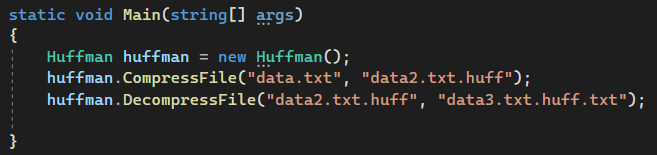 static void Main(string[] args)
{
Huffman huffman = new Huffman();
huffman.CompressFile("data.txt", "data2.txt.huff");
huffman.DecompressFile("data2.txt.huff", "data3.txt.huff.txt");
}